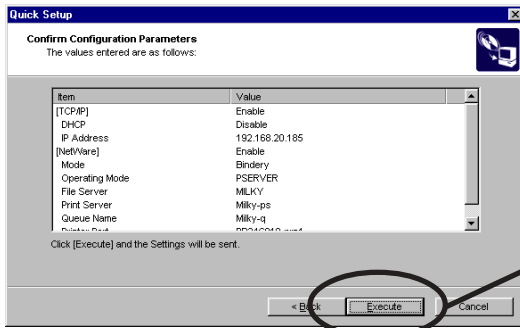 Quick Setup
Confirm Configuration Parameters
The values entered are as follows:
Item Value
[TCP/IP] Enable
DHCP Disable
IP Address 192.168.20.185
[NetWare] Enable
Mode Bindery
Operating Mode PSERVER
File Server MILKY
Print Server Milky-ps
Queue Name Milky-q
Click [Execute] and the Settings will be sent.
< Back Execute Cancel